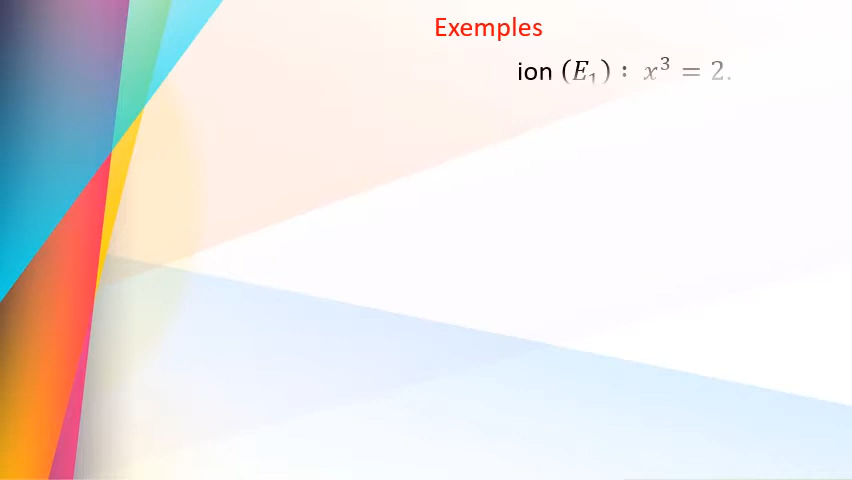 Exemples
ion (E₁) : x³ = 2.